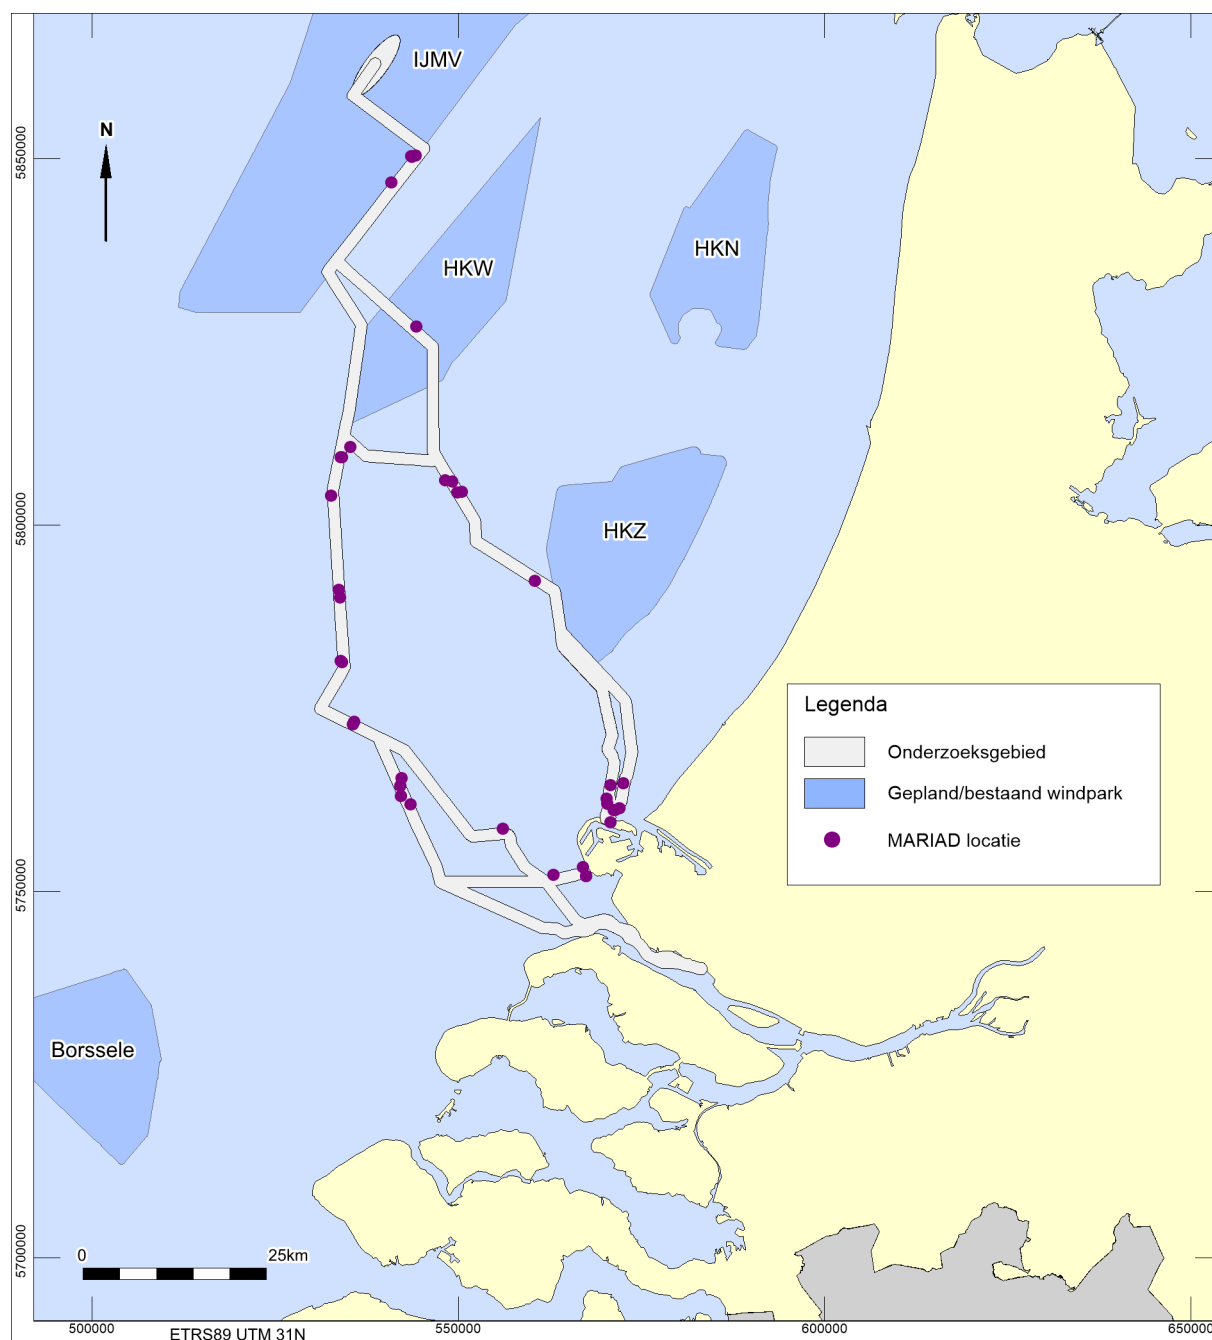 IJMV
5850000
N
HKN
HKW
HKZ
5800000
Legenda
Onderzoeksgebied
Gepland/bestaand windpark
MARIAD locatie
5750000
Borssele
0 25km
5700000
500000 550000 600000 650000
ETRS89 UTM 31N